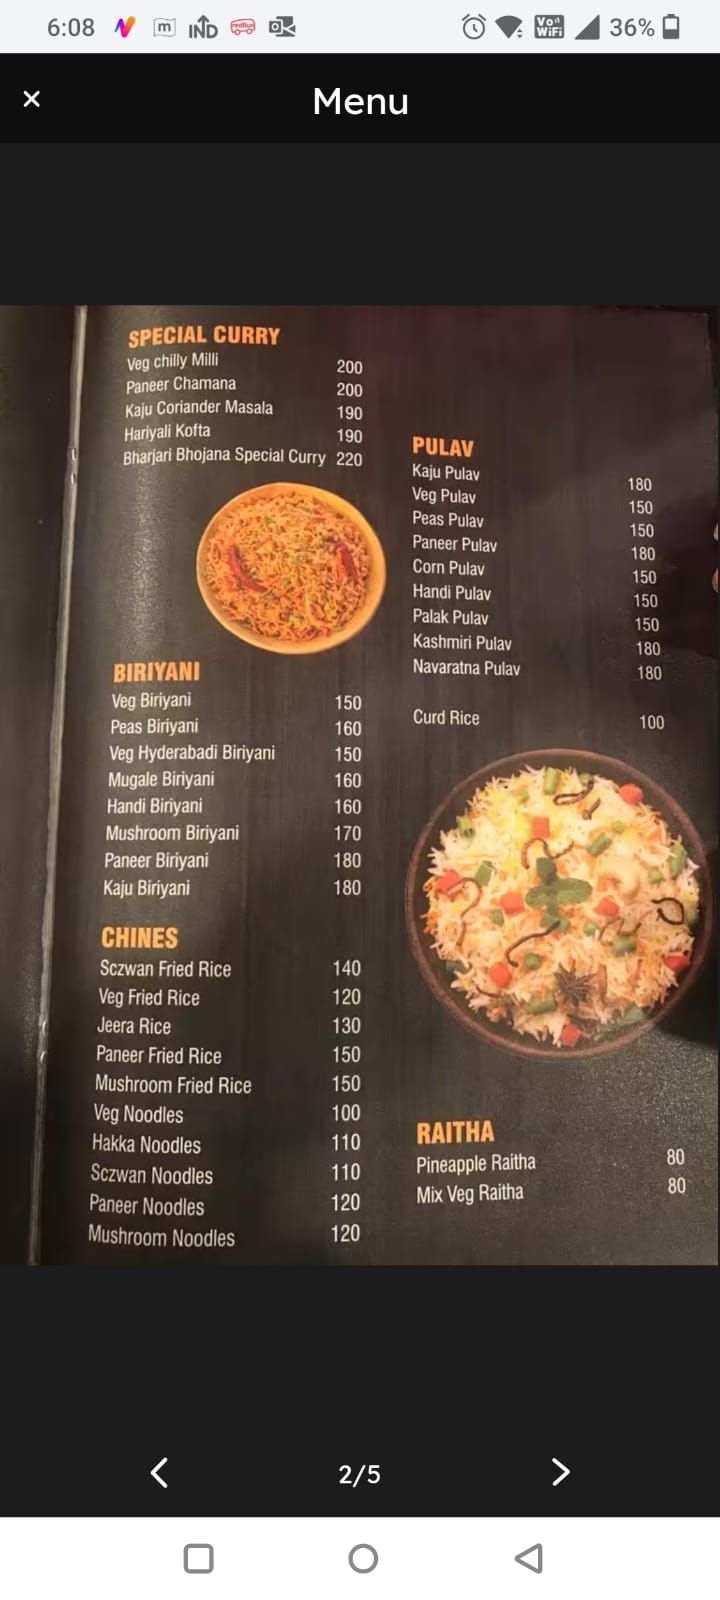 6:08
m
IND
redBus
Vo))
WiFi
36%
× Menu
SPECIAL CURRY
Veg chilly Milli 200
Paneer Chamana 200
Kaju Coriander Masala 190
Hariyali Kofta 190
Bharjari Bhojana Special Curry 220
BIRIYANI
Veg Biriyani 150
Peas Biriyani 160
Veg Hyderabadi Biriyani 150
Mugale Biriyani 160
Handi Biriyani 160
Mushroom Biriyani 170
Paneer Biriyani 180
Kaju Biriyani 180
CHINES
Sczwan Fried Rice 140
Veg Fried Rice 120
Jeera Rice 130
Paneer Fried Rice 150
Mushroom Fried Rice 150
Veg Noodles 100
Hakka Noodles 110
Sczwan Noodles 110
Paneer Noodles 120
Mushroom Noodles 120
PULAV
Kaju Pulav 180
Veg Pulav 150
Peas Pulav 150
Paneer Pulav 180
Corn Pulav 150
Handi Pulav 150
Palak Pulav 150
Kashmiri Pulav 180
Navaratna Pulav 180
Curd Rice 100
RAITHA
Pineapple Raitha 80
Mix Veg Raitha 80
2/5